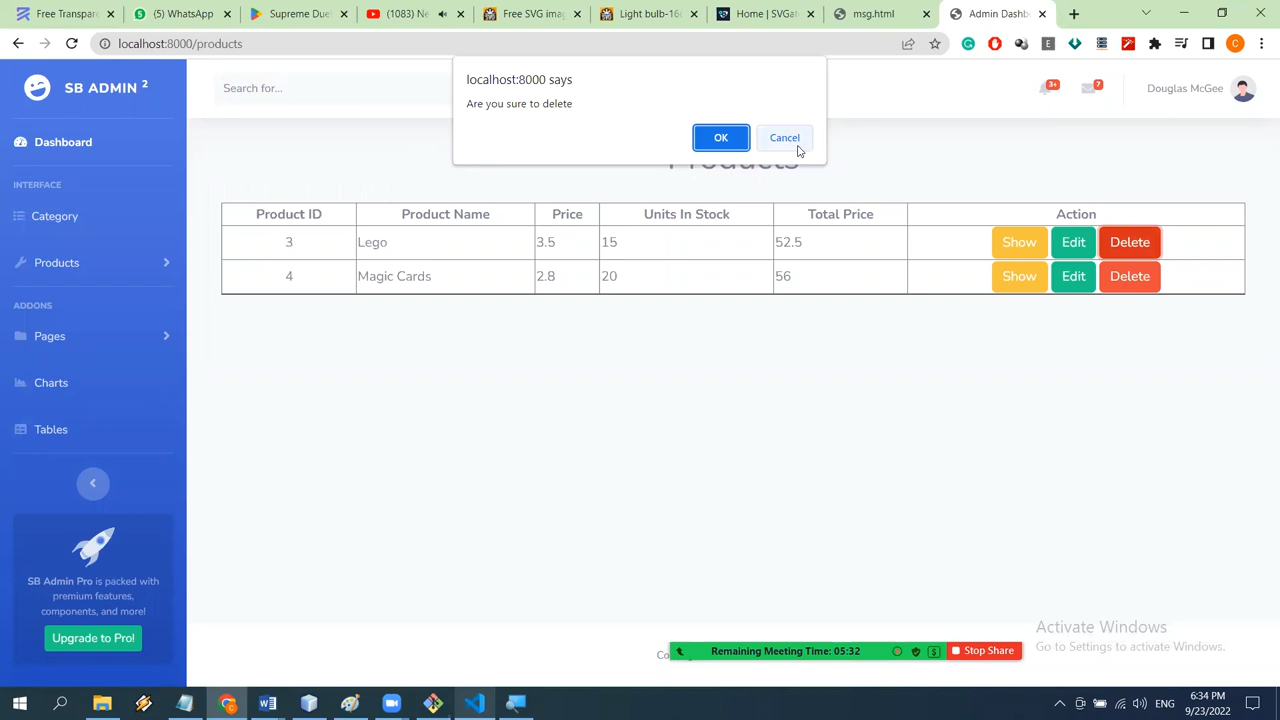 Free Transpare
(5) WhatsApp
Supreme Due
(1083) Ne
Free SVG ima
Light bulb-16
Home | SVGat
msg.html
Admin Dashb
localhost:8000/products
E
C
SB ADMIN 2
Search for...
3+
7
Douglas McGee
localhost:8000 says
Are you sure to delete
OK
Cancel
Dashboard
INTERFACE
Category
Products
ADDONS
Pages
Charts
Tables
Products
Product ID Product Name Price Units In Stock Total Price Action
3 Lego 3.5 15 52.5 Show Edit Delete
4 Magic Cards 2.8 20 56 Show Edit Delete
SB Admin Pro is packed with
premium features,
components, and more!
Upgrade to Pro!
Activate Windows
Go to Settings to activate Windows.
Remaining Meeting Time: 05:32
Stop Share
ENG
6:34 PM
9/23/2022